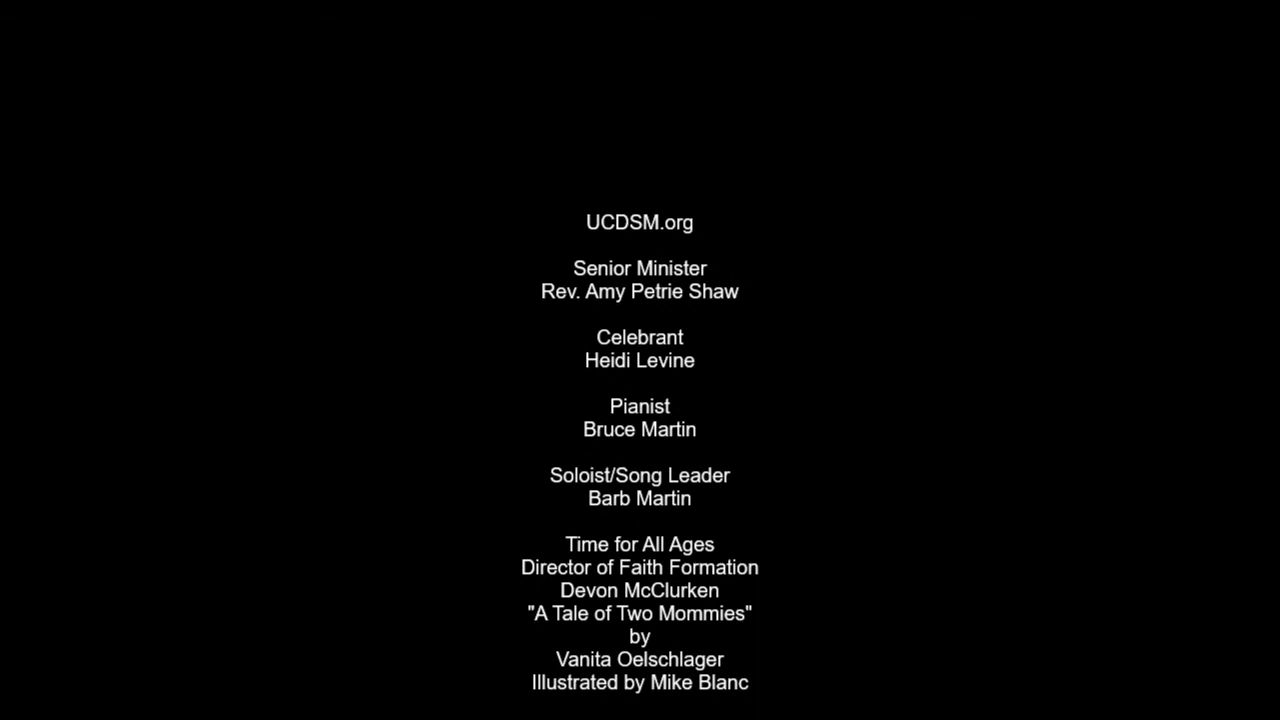 UCDSM.org
Senior Minister
Rev. Amy Petrie Shaw
Celebrant
Heidi Levine
Pianist
Bruce Martin
Soloist/Song Leader
Barb Martin
Time for All Ages
Director of Faith Formation
Devon McClurken
"A Tale of Two Mommies"
by
Vanita Oelschlager
Illustrated by Mike Blanc